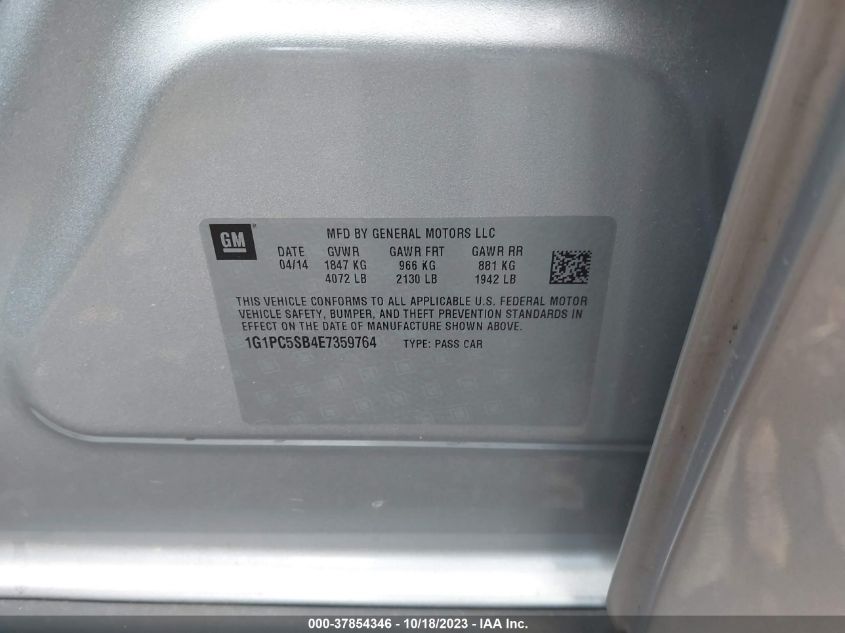 GM
MFD BY GENERAL MOTORS LLC
DATE GVWR GAWR FRT GAWR RR
04/14 1847 KG 966 KG 881 KG
4072 LB 2130 LB 1942 LB
THIS VEHICLE CONFORMS TO ALL APPLICABLE U.S. FEDERAL MOTOR
VEHICLE SAFETY, BUMPER, AND THEFT PREVENTION STANDARDS IN
EFFECT ON THE DATE OF MANUFACTURE SHOWN ABOVE.
1G1PC5SB4E7359764 TYPE: PASS CAR
000-37854346 - 10/18/2023 - IAA Inc.